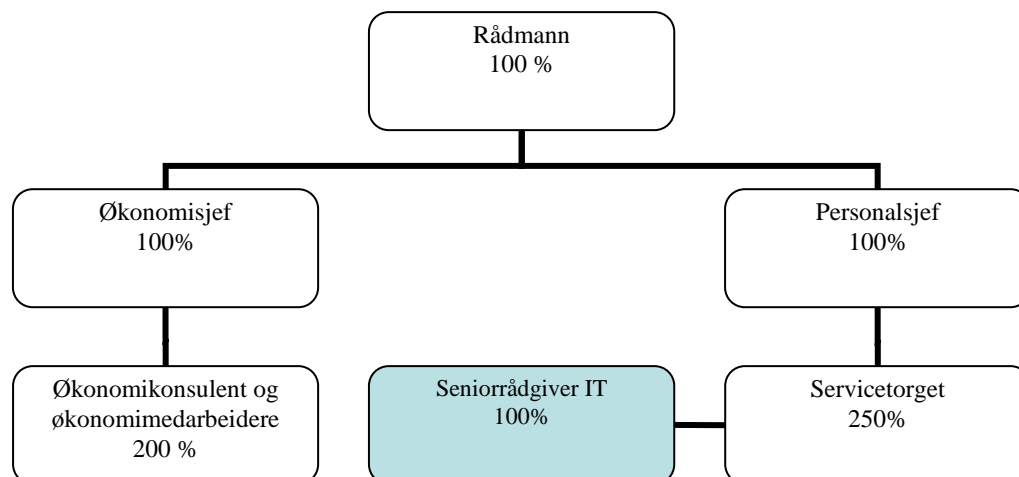 Rådmann
100 %
Økonomisjef
100%
Personalsjef
100%
Økonomikonsulent og
økonomimedarbeidere
200 %
Seniorrådgiver IT
100%
Servicetorget
250%